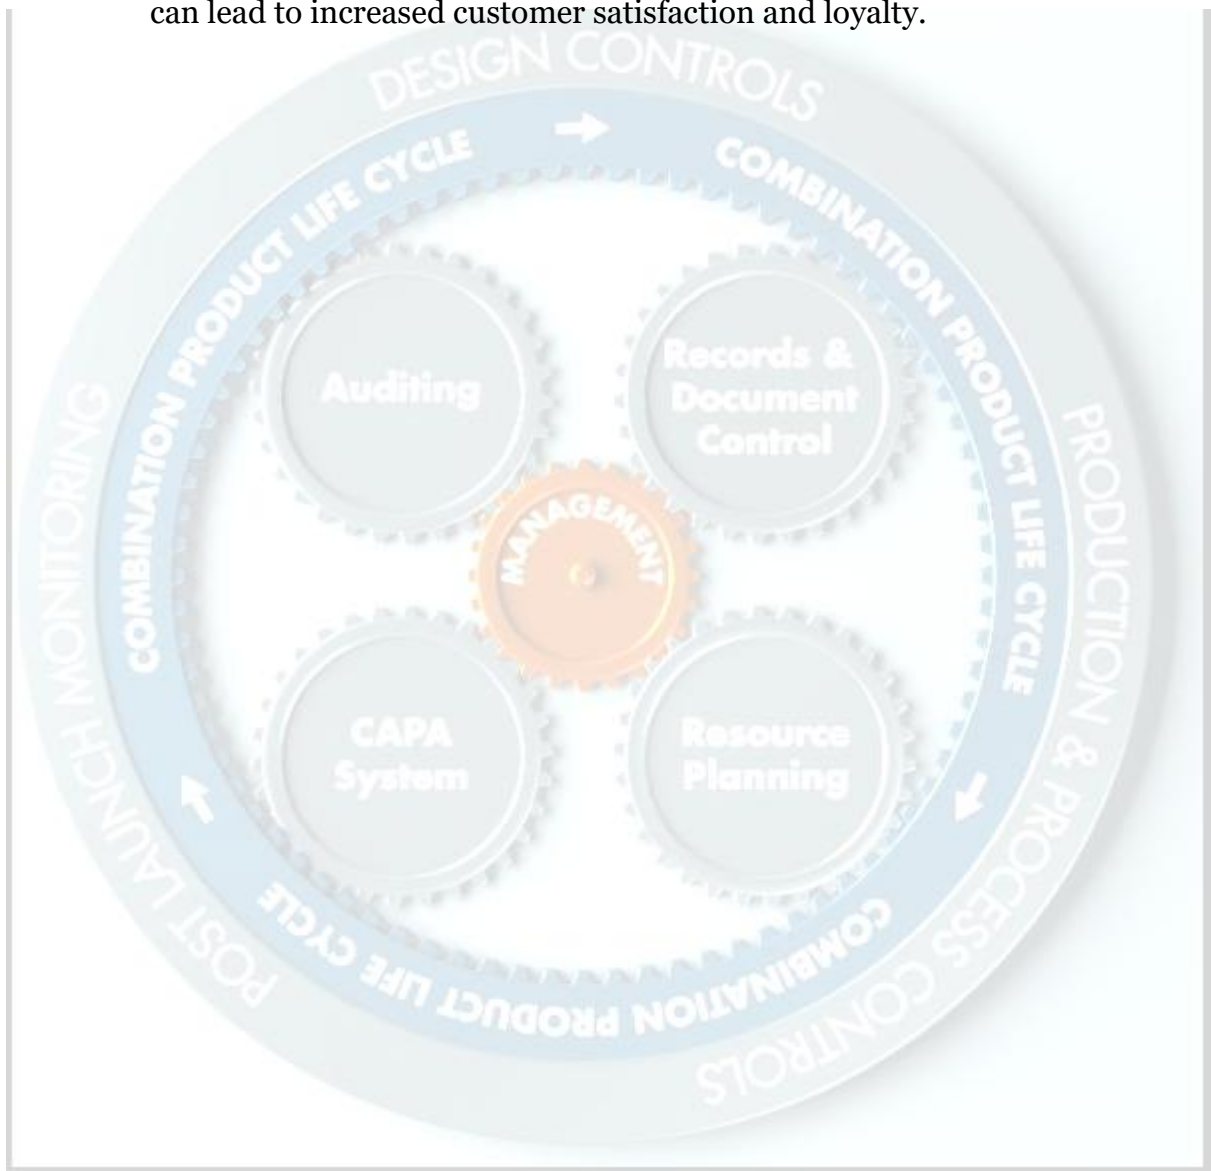 can lead to increased customer satisfaction and loyalty.
DESIGN CONTROLS
COMBINATION PRODUCT LIFE CYCLE
COMBINATION PRODUCT LIFE CYCLE
Auditing
Records &
Document
Control
MANAGEMENT
POST LAUNCH MONITORING
PRODUCTION & PROCESS CONTROLS
CAPA
System
Resource
Planning
COMBINATION PRODUCT LIFE CYCLE